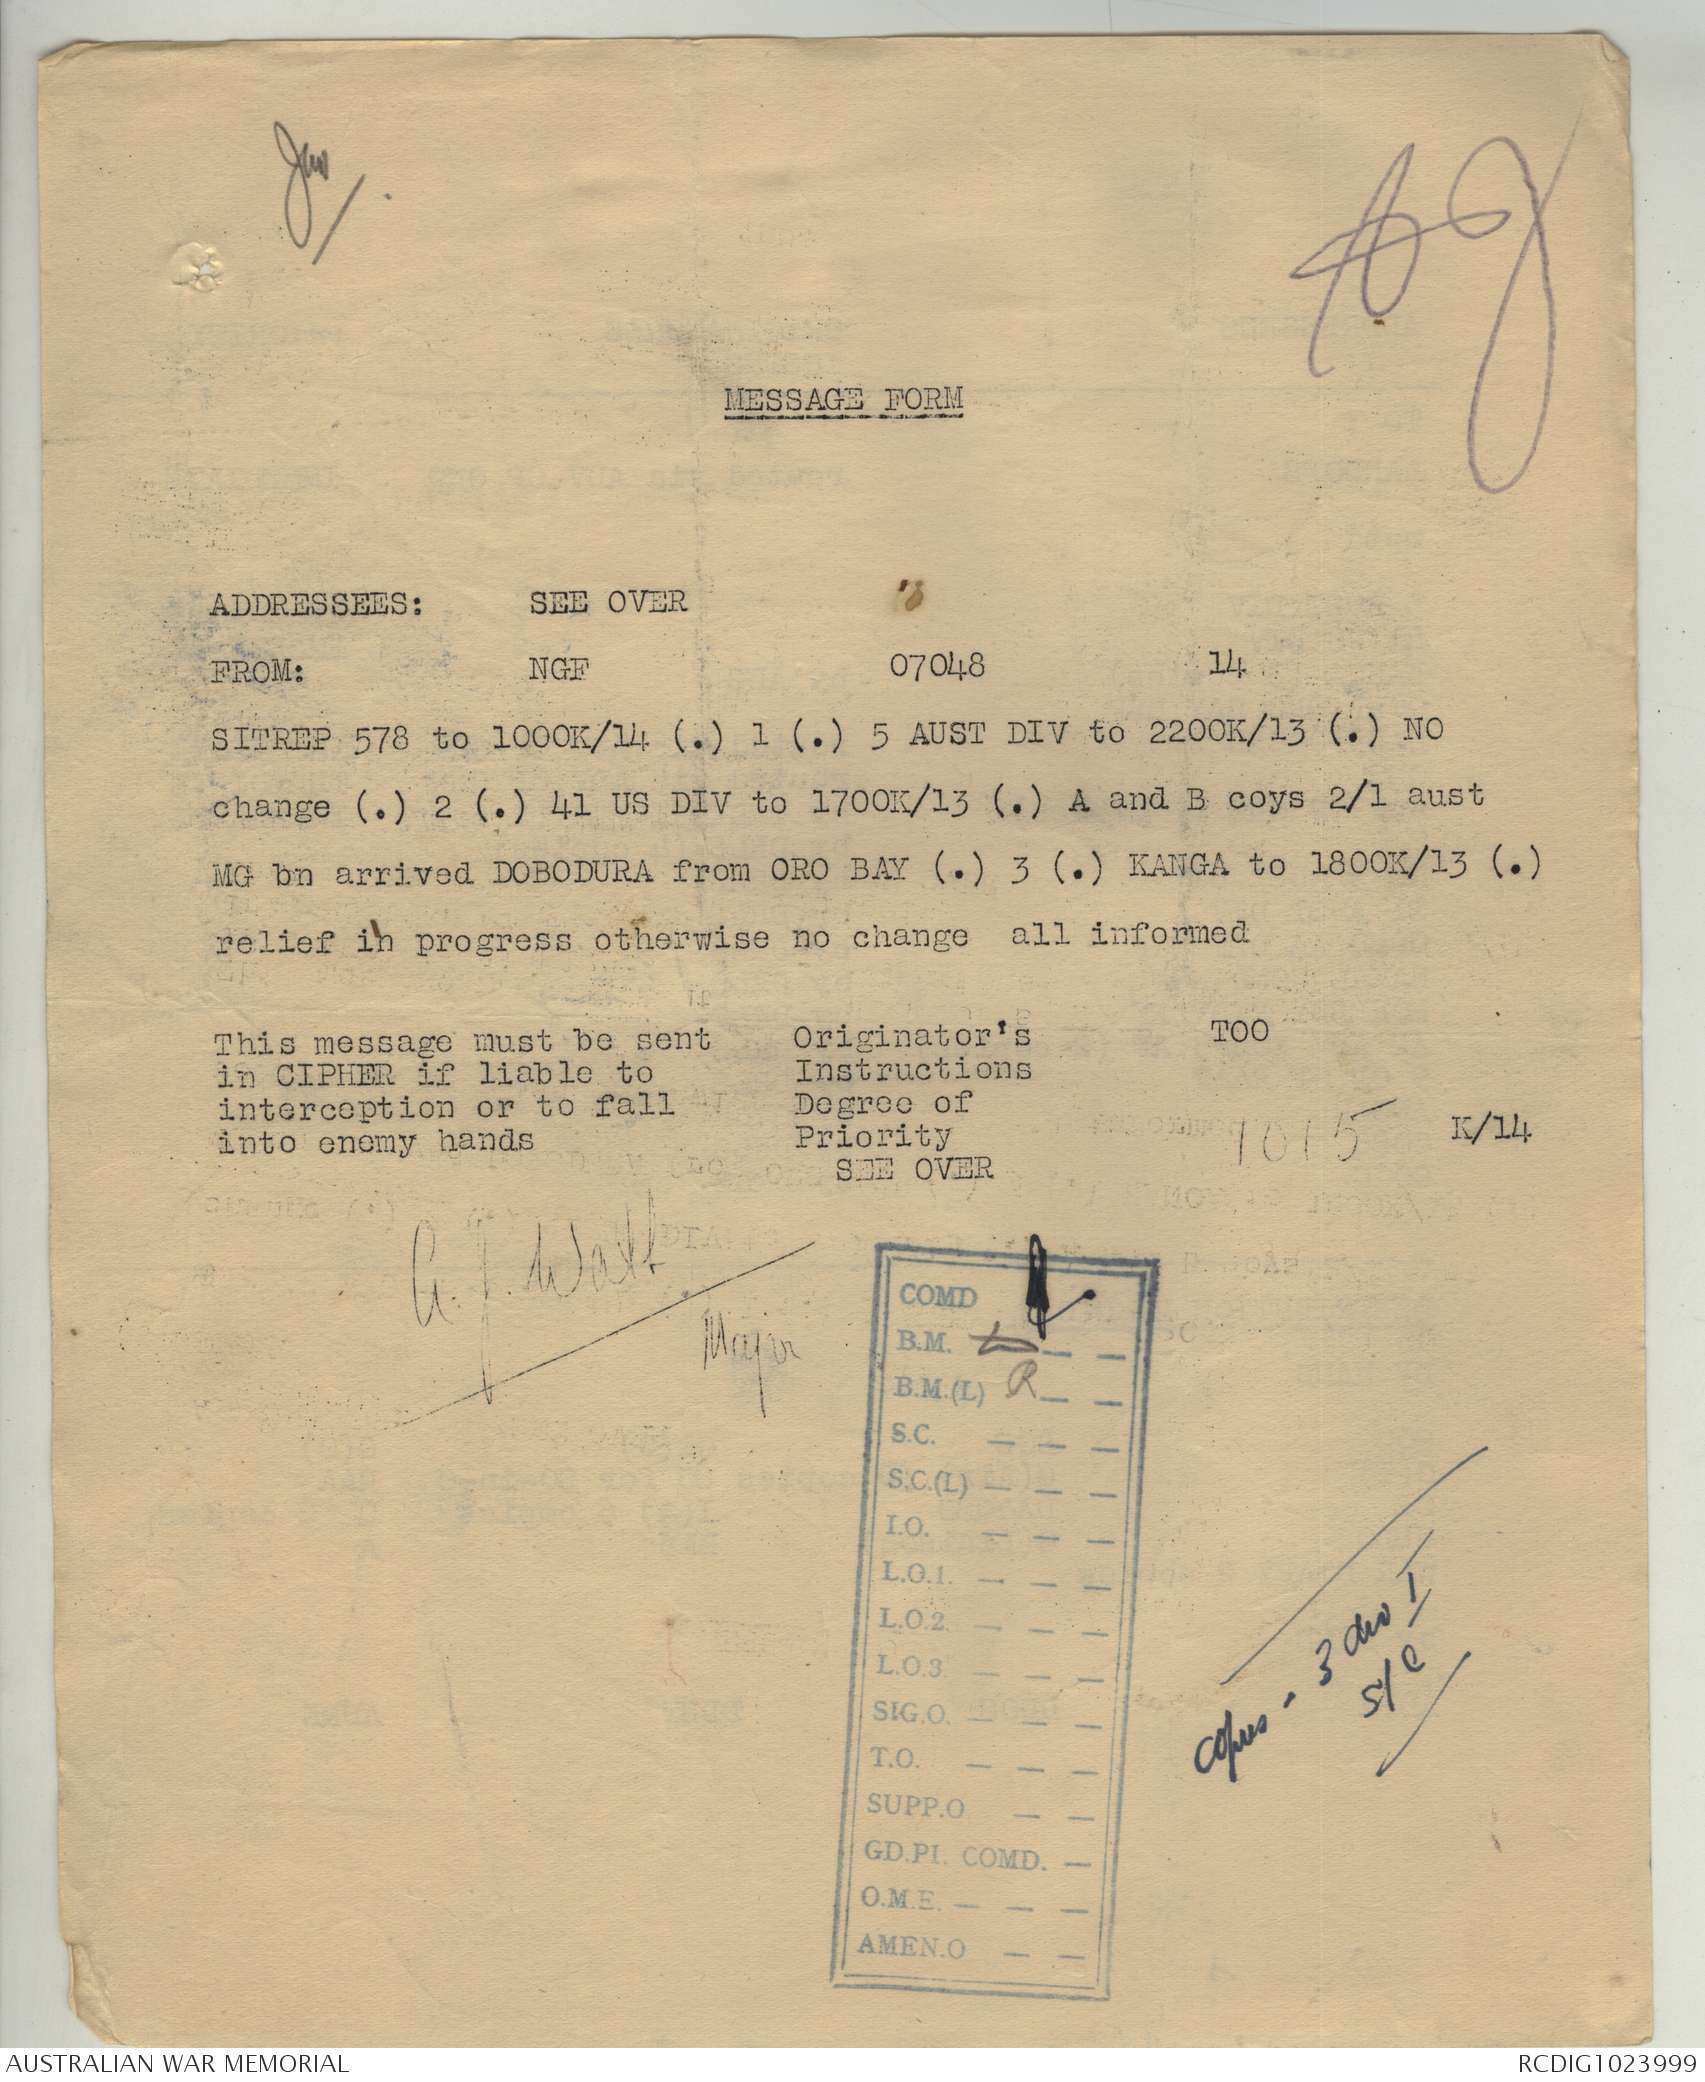 MESSAGE FORM
ADDRESSEES: SEE OVER
FROM: NGF 07048 14
SITREP 578 to 1000K/14 (.) 1 (.) 5 AUST DIV to 2200K/13 (.) NO
change (.) 2 (.) 41 US DIV to 1700K/13 (.) A and B coys 2/1 aust
MG bn arrived DOBODURA from ORO BAY (.) 3 (.) KANGA to 1800K/13 (.)
relief in progress otherwise no change all informed
This message must be sent
in CIPHER if liable to
interception or to fall
into enemy hands
Originator's
Instructions
Degree of
Priority
SEE OVER
TOO
1015 K/14
Major
COMD
B.M.
B.M.(L) R
S.C.
S.C.(L)
I.O.
L.O.1.
L.O.2.
L.O.3
SIG.O.
T.O.
SUPP.O
GD.Pl. COMD.
O.M.E.
AMEN.O
3 div I
S/C
AUSTRALIAN WAR MEMORIAL
RCDIG1023999